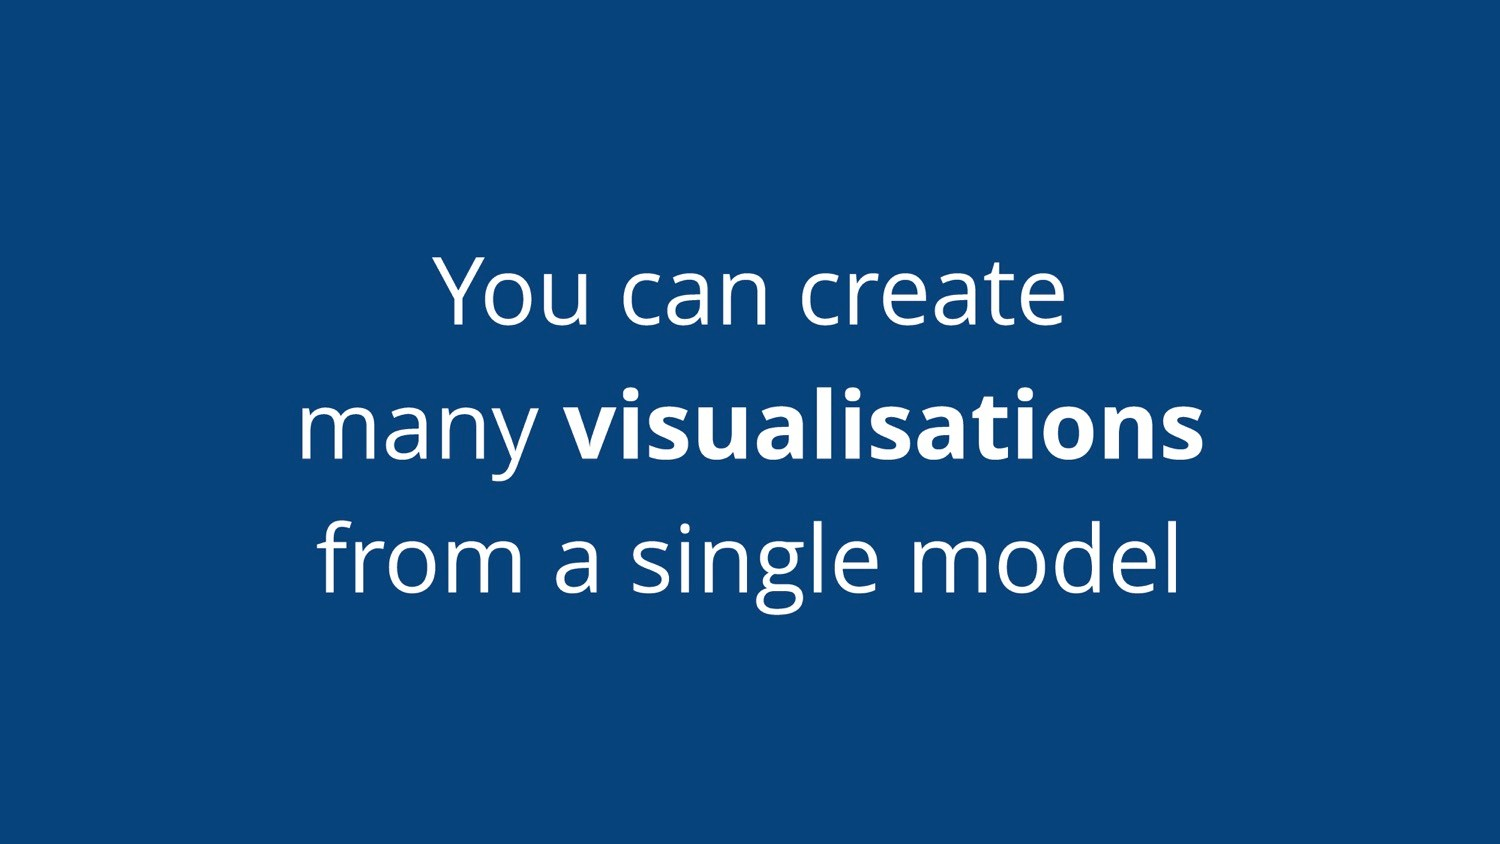 You can create
many visualisations
from a single model